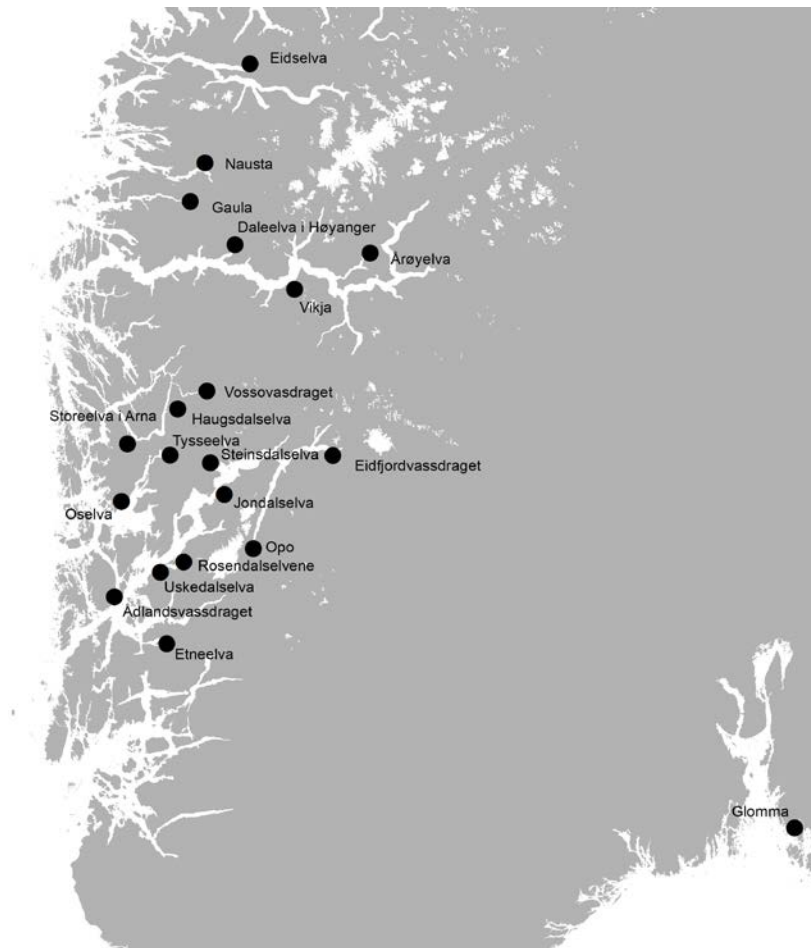 Eidselva
Nausta
Gaula
Daleelva i Høyanger
Årøyelva
Vikja
Vossovasdraget
Haugsdalselva
Storeelva i Arna
Tysseelva
Steinsdalselva
Eidfjordvassdraget
Jondalselva
Oselva
Opo
Rosendalselvene
Uskedalselva
Ådlandsvassdraget
Etneelva
Glomma